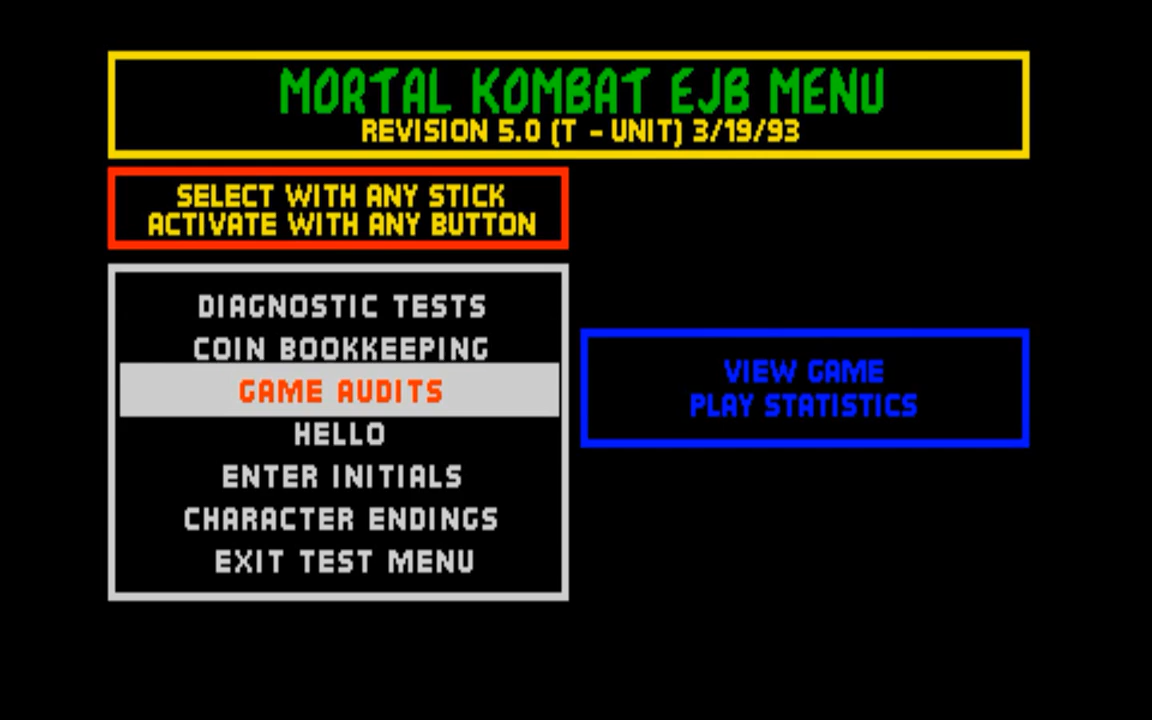 MORTAL KOMBAT EJB MENU
REVISION 5.0 (T - UNIT) 3/19/93
SELECT WITH ANY STICK
ACTIVATE WITH ANY BUTTON
DIAGNOSTIC TESTS
COIN BOOKKEEPING
GAME AUDITS
HELLO
ENTER INITIALS
CHARACTER ENDINGS
EXIT TEST MENU
VIEW GAME
PLAY STATISTICS